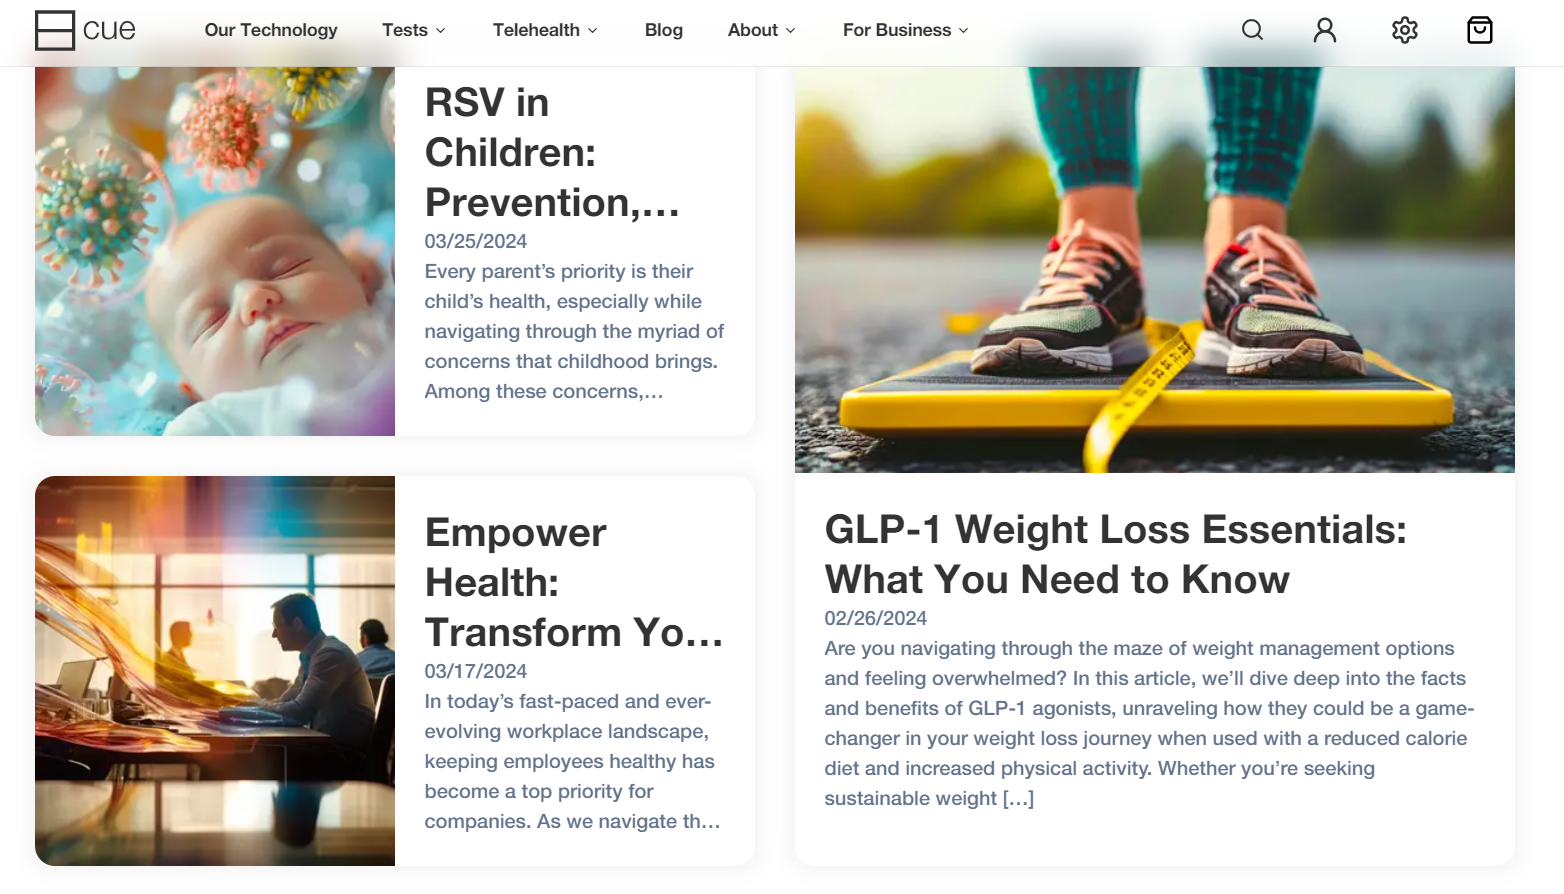 cue
Our Technology
Tests
Telehealth
Blog
About
For Business
RSV in
Children:
Prevention,...
03/25/2024
Every parent’s priority is their
child’s health, especially while
navigating through the myriad of
concerns that childhood brings.
Among these concerns,...
Empower
Health:
Transform Yo...
03/17/2024
In today’s fast-paced and ever-
evolving workplace landscape,
keeping employees healthy has
become a top priority for
companies. As we navigate th...
GLP-1 Weight Loss Essentials:
What You Need to Know
02/26/2024
Are you navigating through the maze of weight management options
and feeling overwhelmed? In this article, we’ll dive deep into the facts
and benefits of GLP-1 agonists, unraveling how they could be a game-
changer in your weight loss journey when used with a reduced calorie
diet and increased physical activity. Whether you’re seeking
sustainable weight [...]